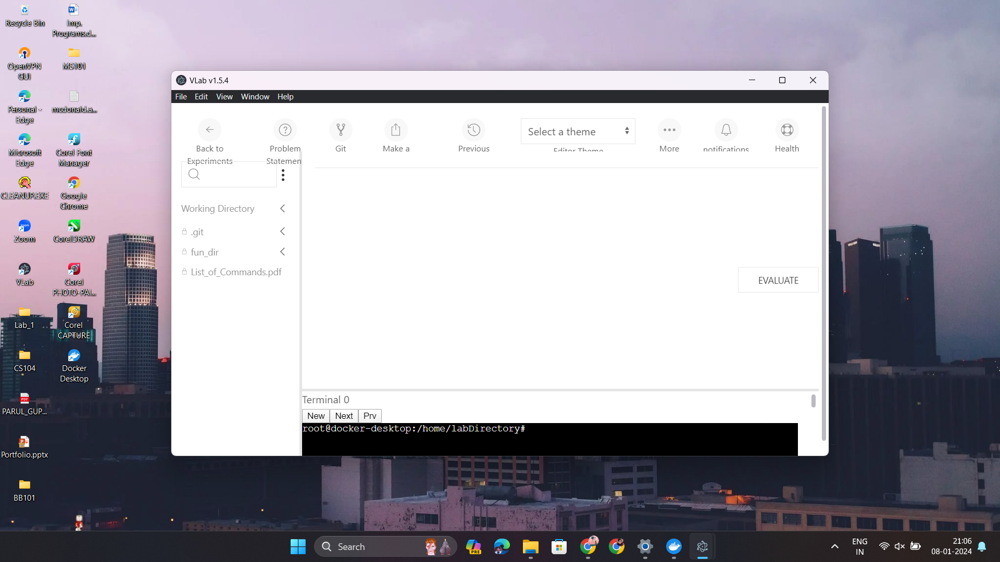 Recycle Bin
Imp.
Programs.d...
OpenVPN
GUI
MS101
Personal -
Edge
mcdonald.a...
Microsoft
Edge
Corel Font
Manager
CLEANUP.EXE
Google
Chrome
Zoom
CorelDRAW
VLab
Corel
PHOTO-PAI...
Lab_1
Corel
CAPTURE
CS104
Docker
Desktop
PARUL_GUP...
Portfolio.pptx
BB101
VLab v1.5.4
File Edit View Window Help
Back to
Experiments
Problem
Statement
Git
Make a
Previous
Select a theme
Editor Theme
More
notifications
Health
Working Directory
.git
fun_dir
List_of_Commands.pdf
EVALUATE
Terminal 0
New Next Prv
root@docker-desktop:/home/labDirectory#
Search
PRE
ENG
IN
21:06
08-01-2024